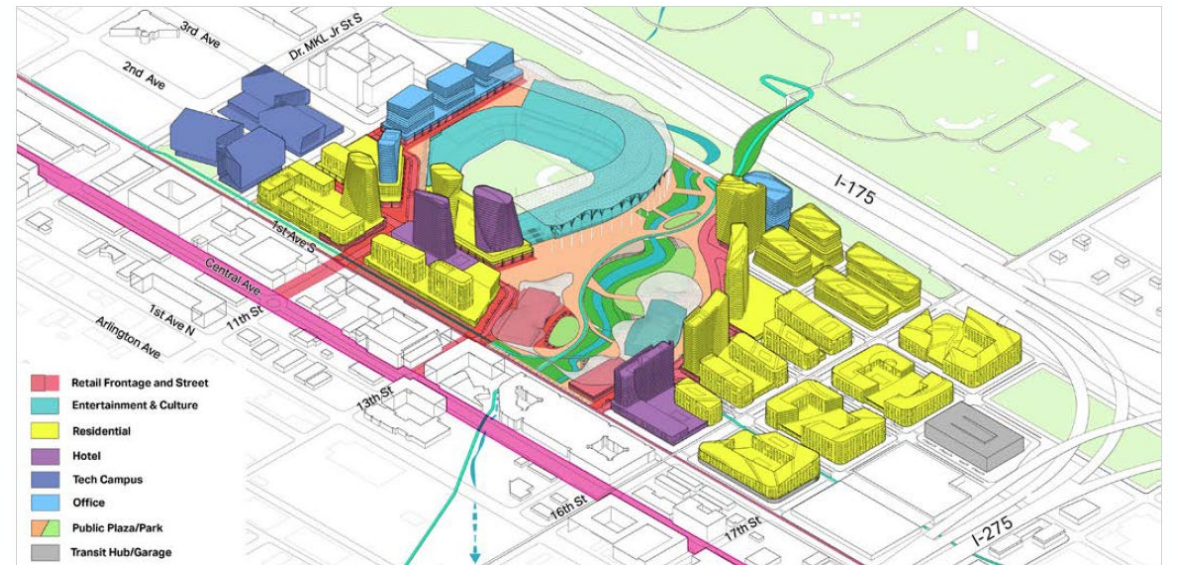 3rd Ave
Dr. MKL Jr St S
2nd Ave
I-175
1st Ave S
Central Ave
1st Ave N
11th St
Arlington Ave
13th St
16th St
17th St
I-275
Retail Frontage and Street
Entertainment & Culture
Residential
Hotel
Tech Campus
Office
Public Plaza/Park
Transit Hub/Garage